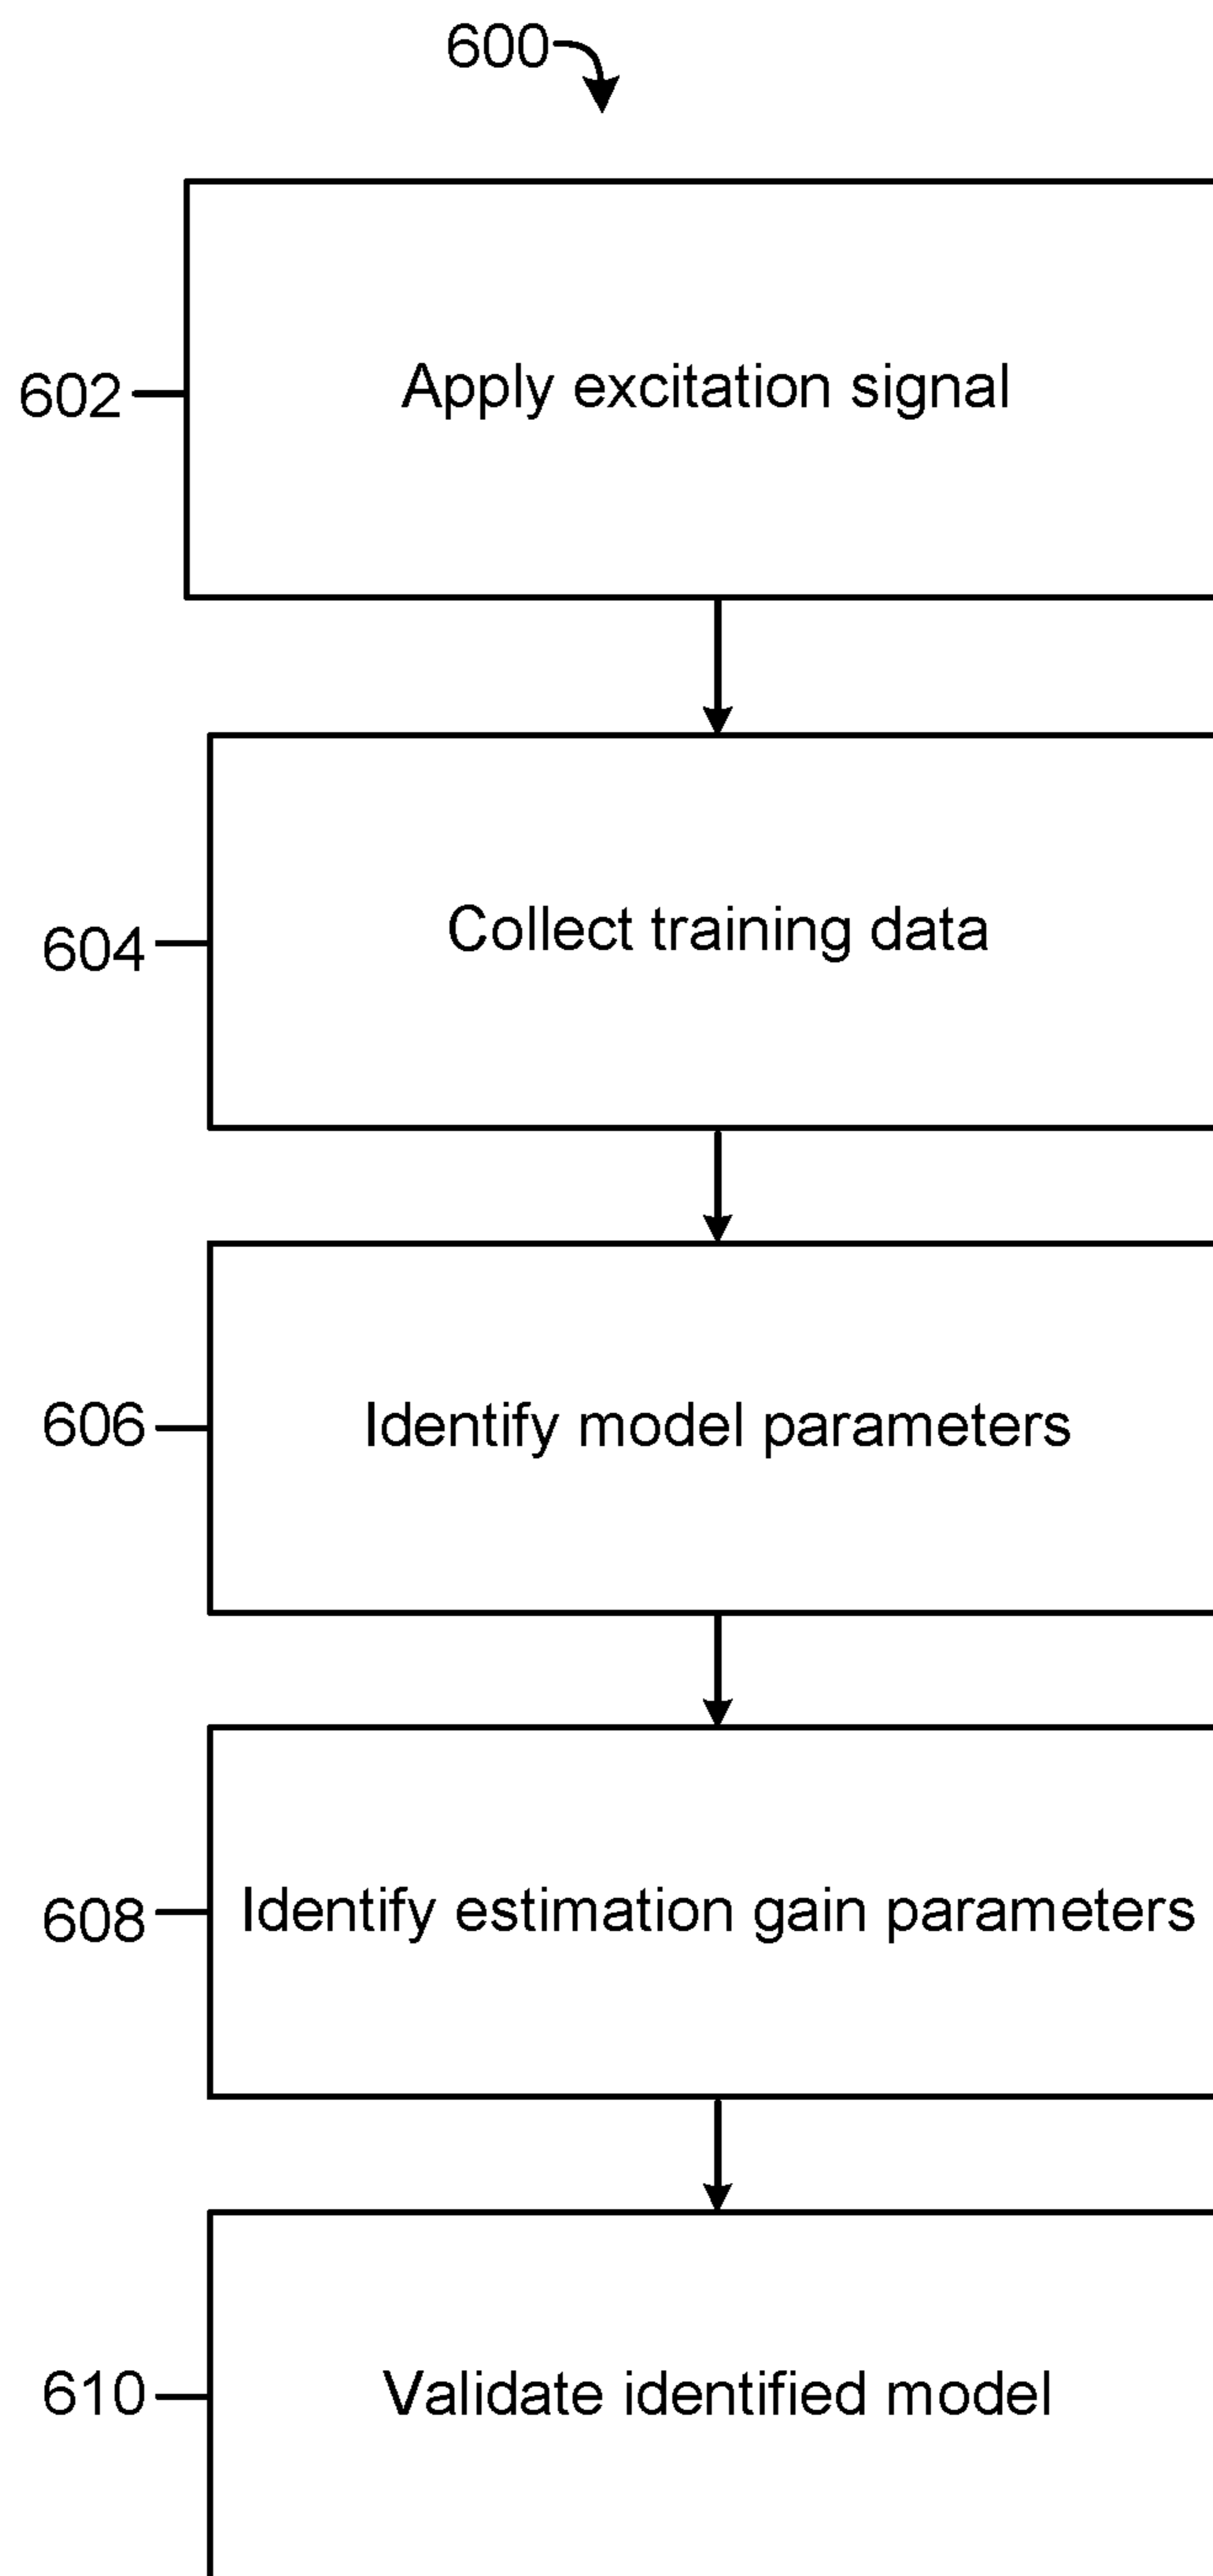 600
602
Apply excitation signal
604
Collect training data
606
Identify model parameters
608
Identify estimation gain parameters
610
Validate identified model